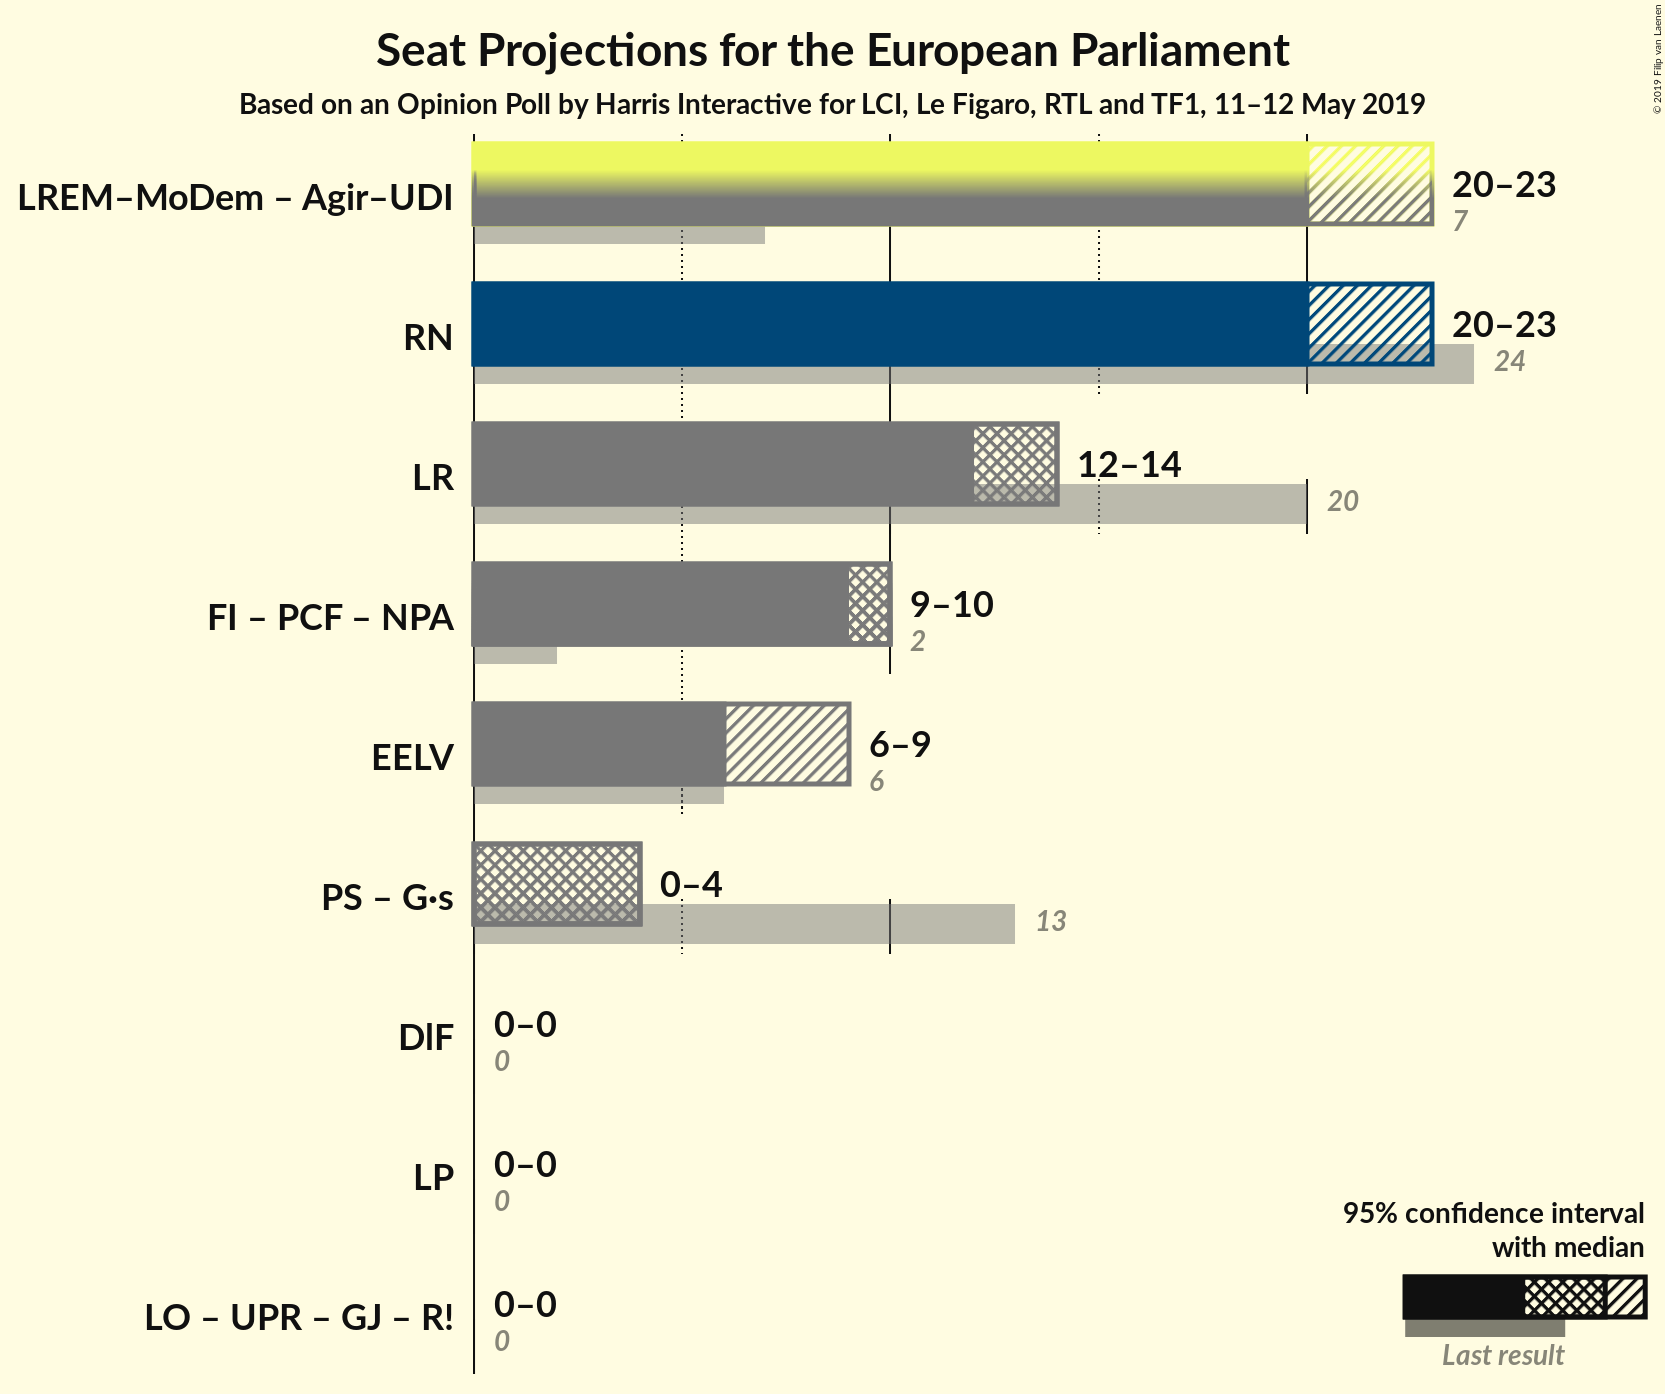 Seat Projections for the European Parliament
Based on an Opinion Poll by Harris Interactive for LCI, Le Figaro, RTL and TF1, 11–12 May 2019
© 2019 Filip van Laenen
LREM–MoDem – Agir–UDI
20–23
7
RN
20–23
24
LR
12–14
20
FI – PCF – NPA
9–10
2
EELV
6–9
6
PS – G·s
0–4
13
DlF
0–0
0
LP
0–0
0
LO – UPR – GJ – R!
0–0
0
95% confidence interval
with median
Last result